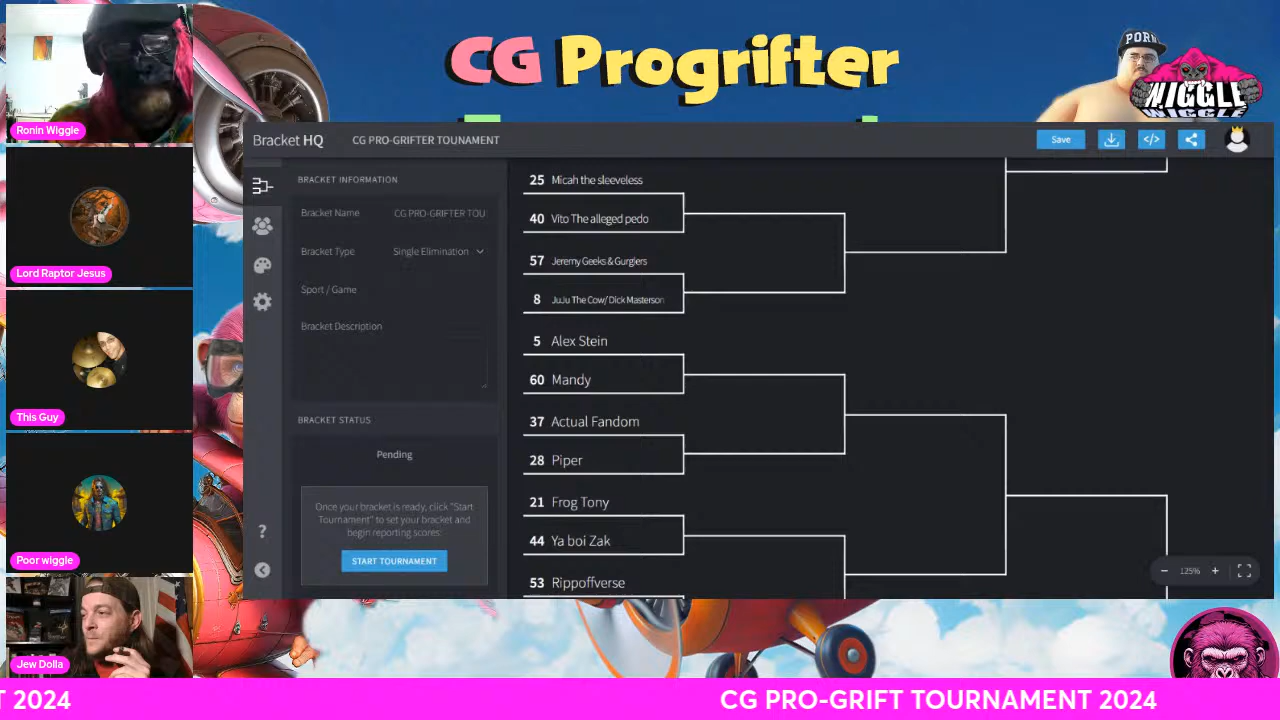 CG Progrifter
PORN
WIGGLE
WIGGLE
Ronin Wiggle
Lord Raptor Jesus
This Guy
Poor wiggle
Jew Dolla
Bracket HQ
CG PRO-GRIFTER TOURNAMENT
Save
BRACKET INFORMATION
Bracket Name
CG PRO-GRIFTER TOU
Bracket Type
Single Elimination
Sport / Game
Bracket Description
BRACKET STATUS
Pending
Once your bracket is ready, click "Start
Tournament" to set your bracket and
begin reporting scores:
START TOURNAMENT
?
25 Micah the sleeveless
40 Vito The alleged pedo
57 Jeremy Geeks & Gurglers
8 JuJu The Cow/ Dick Masterson
5 Alex Stein
60 Mandy
37 Actual Fandom
28 Piper
21 Frog Tony
44 Ya boi Zak
53 Rippoffverse
− 125% +
T 2024
CG PRO-GRIFT TOURNAMENT 2024